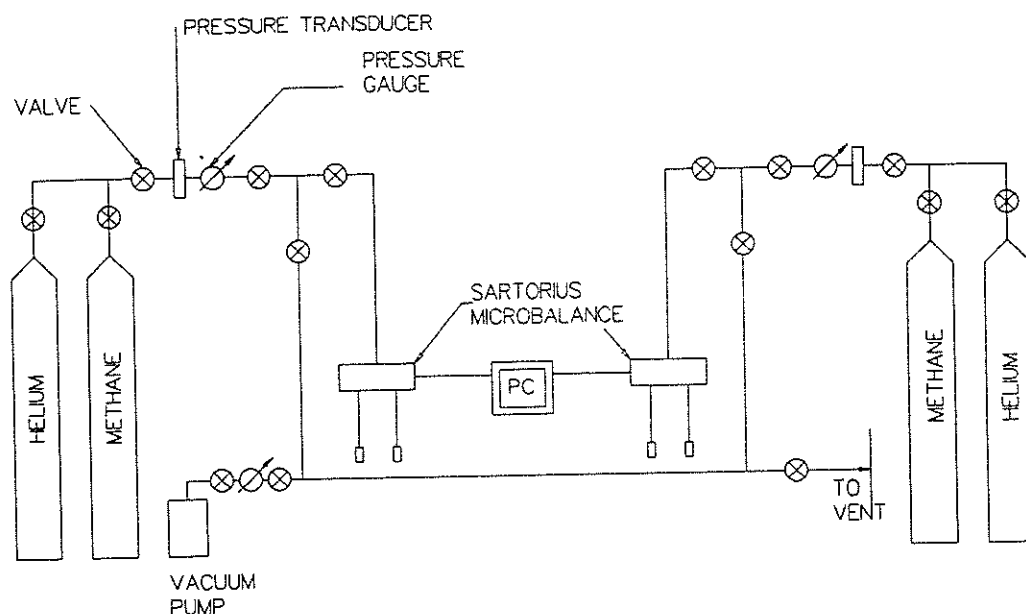 PRESSURE TRANSDUCER
PRESSURE
GAUGE
VALVE
SARTORIUS
MICROBALANCE
PC
HELIUM
METHANE
METHANE
HELIUM
TO
VENT
VACUUM
PUMP